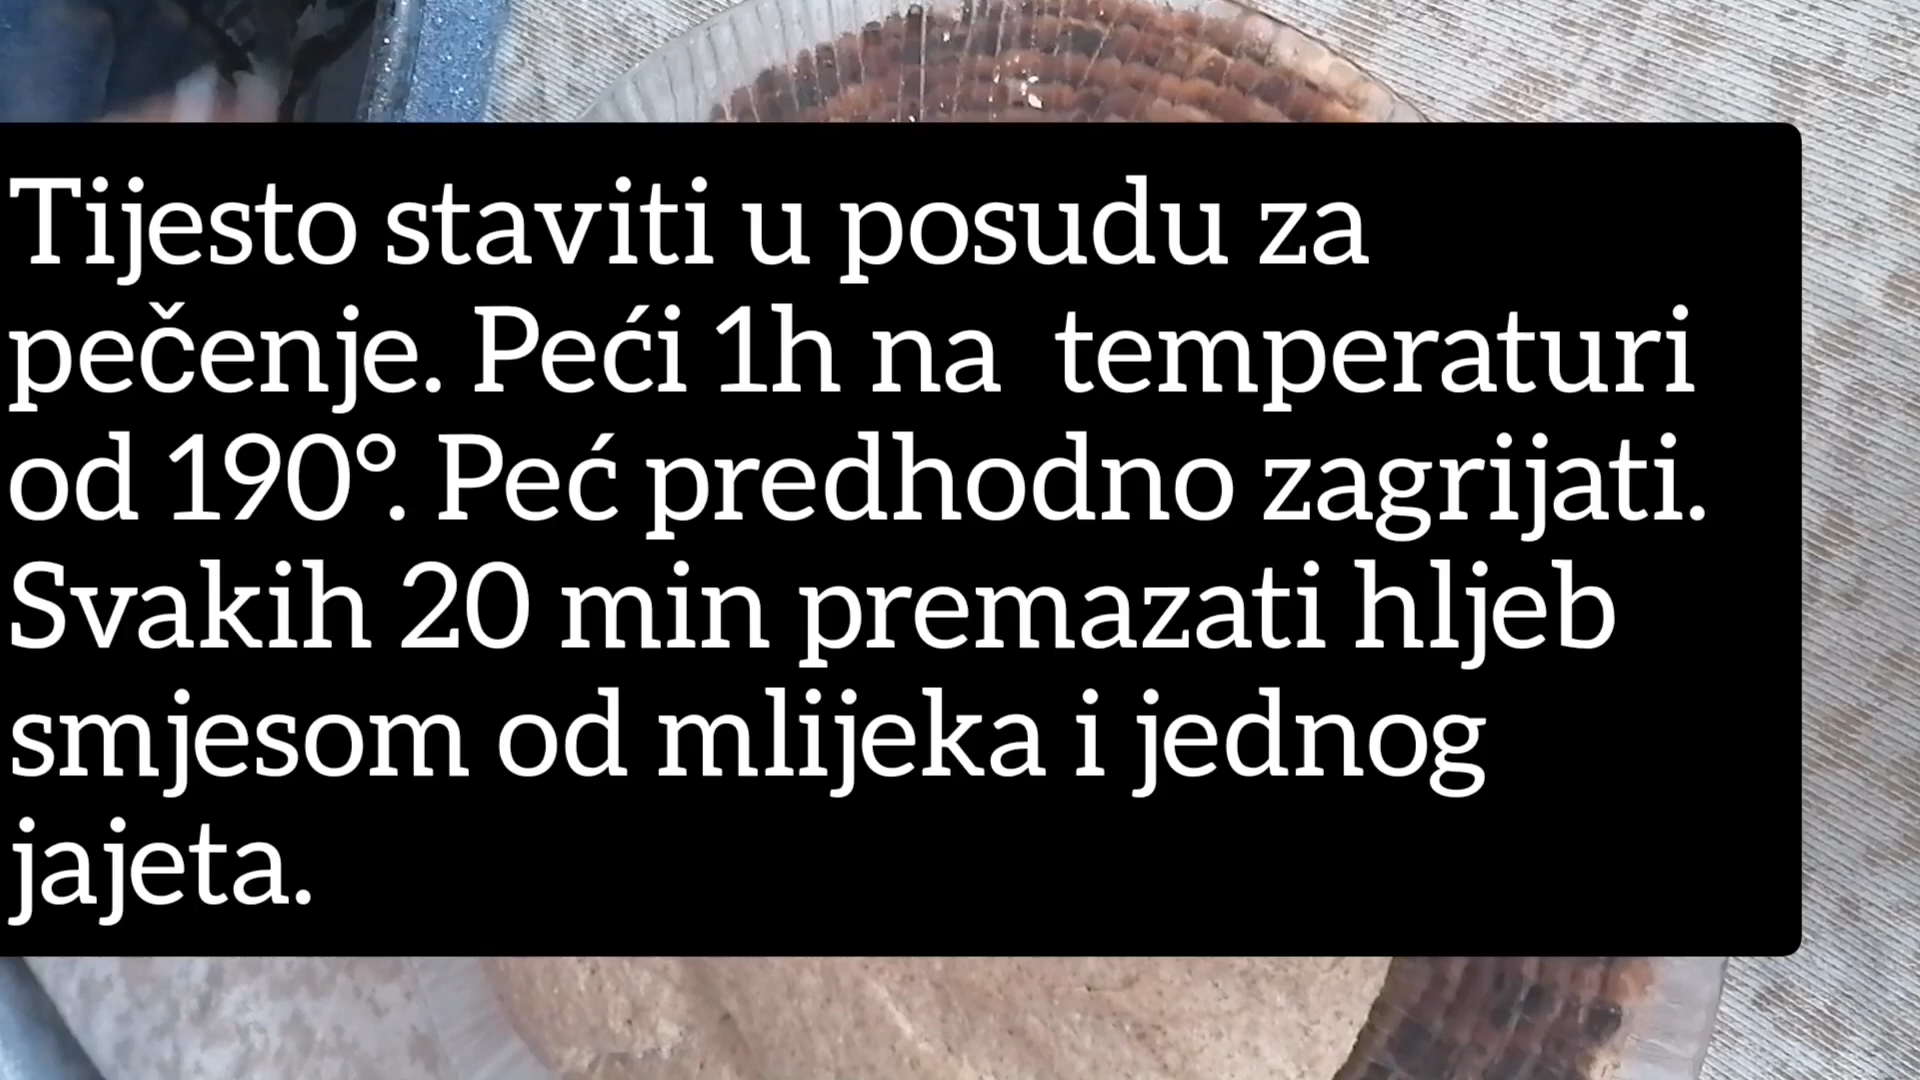 Tijesto staviti u posudu za
pečenje. Peći 1h na  temperaturi
od 190°. Peć predhodno zagrijati.
Svakih 20 min premazati hljeb
smjesom od mlijeka i jednog
jajeta.